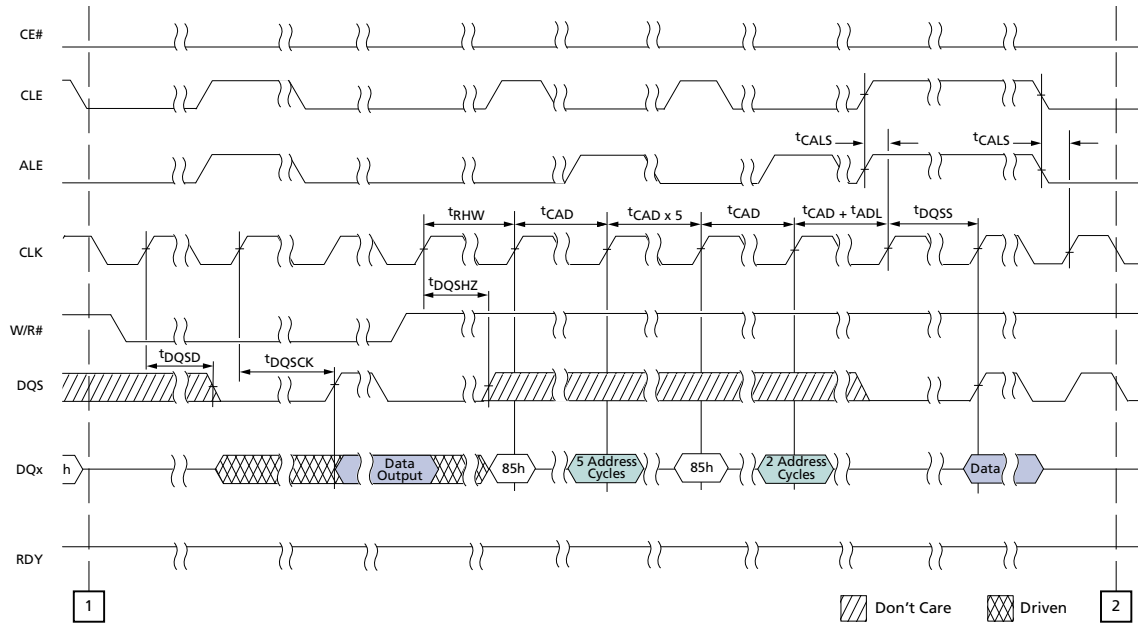 CE#
CLE
tCALS
tCALS
ALE
tRHW
tCAD
tCAD x 5
tCAD
tCAD + tADL
tDQSS
CLK
tDQSHZ
W/R#
tDQSD
tDQSCK
DQS
DQx
h
Data
Output
85h
5 Address
Cycles
85h
2 Address
Cycles
Data
RDY
1
Don't Care
Driven
2